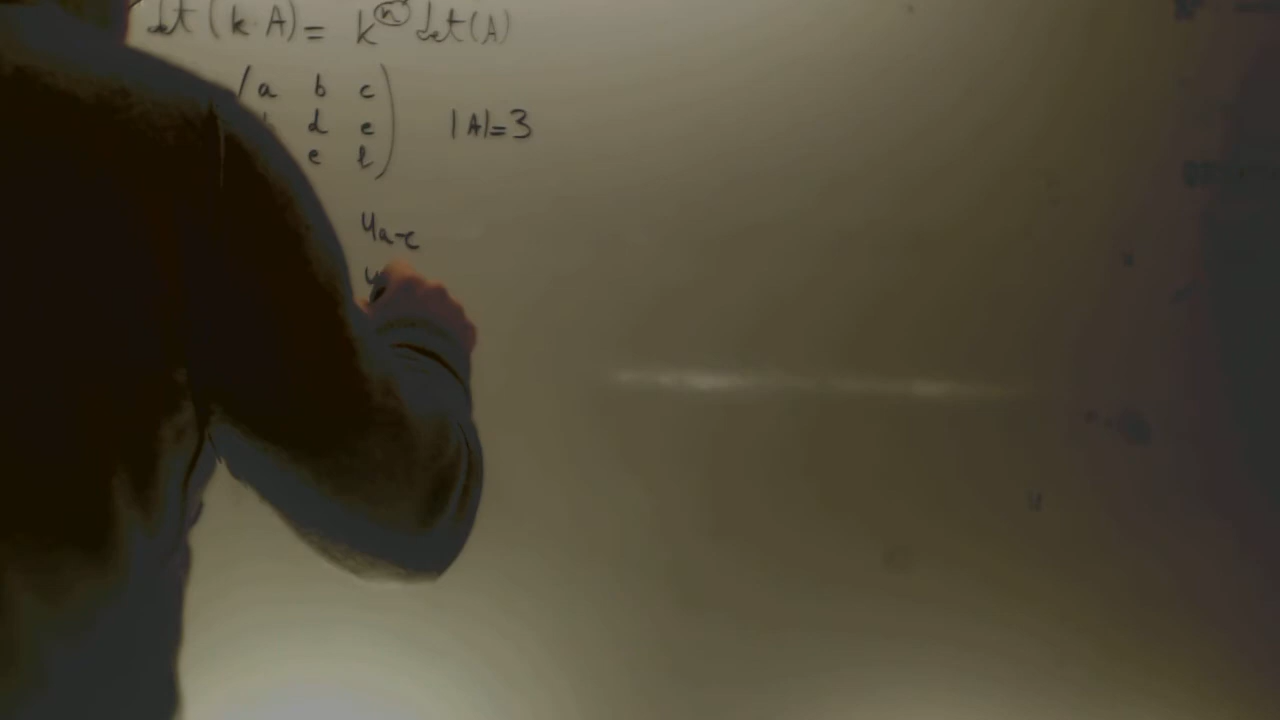 det(k·A) = k^n det(A)
a b c
d e |A|=3
e f
4a-c